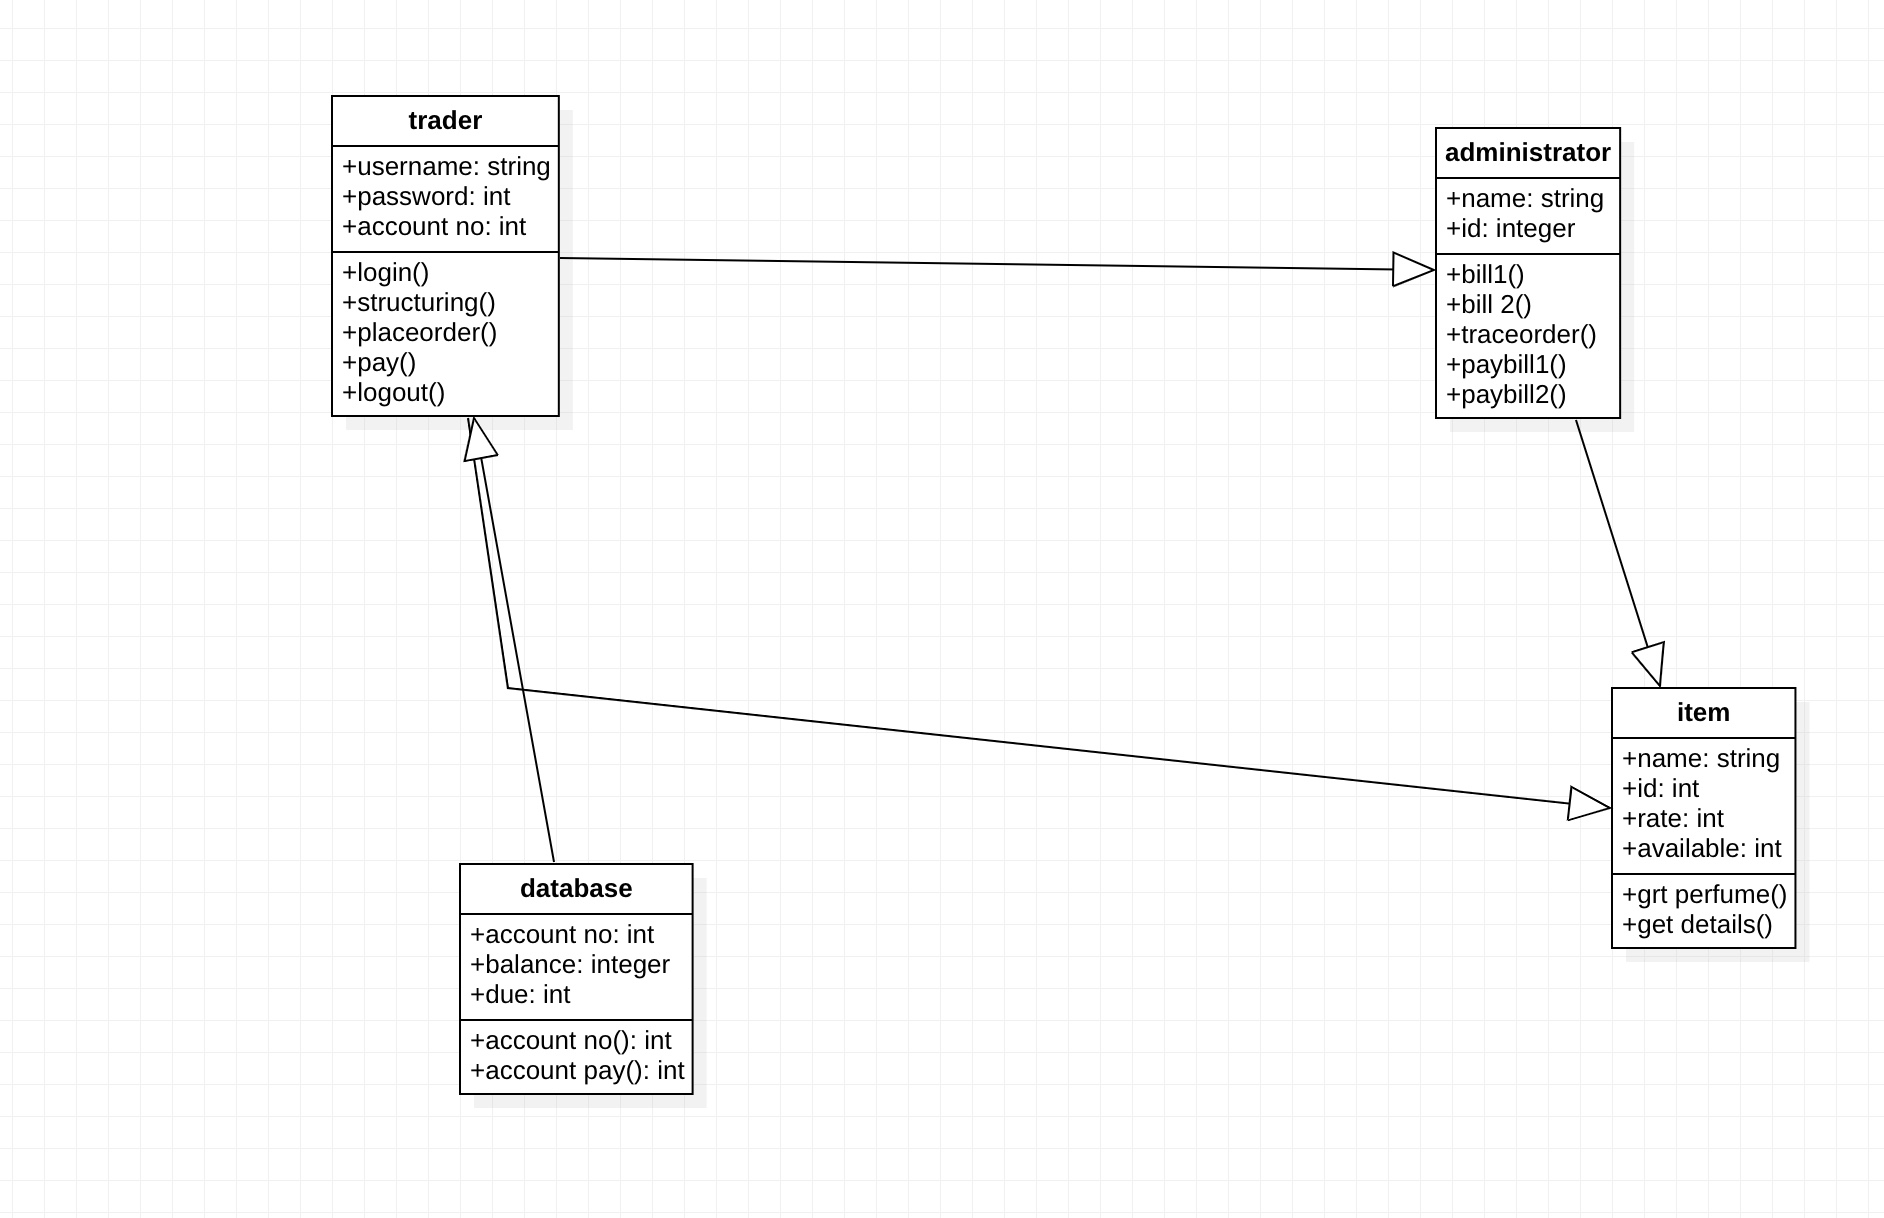 trader
+username: string
+password: int
+account no: int
+login()
+structuring()
+placeorder()
+pay()
+logout()
administrator
+name: string
+id: integer
+bill1()
+bill 2()
+traceorder()
+paybill1()
+paybill2()
item
+name: string
+id: int
+rate: int
+available: int
+grt perfume()
+get details()
database
+account no: int
+balance: integer
+due: int
+account no(): int
+account pay(): int